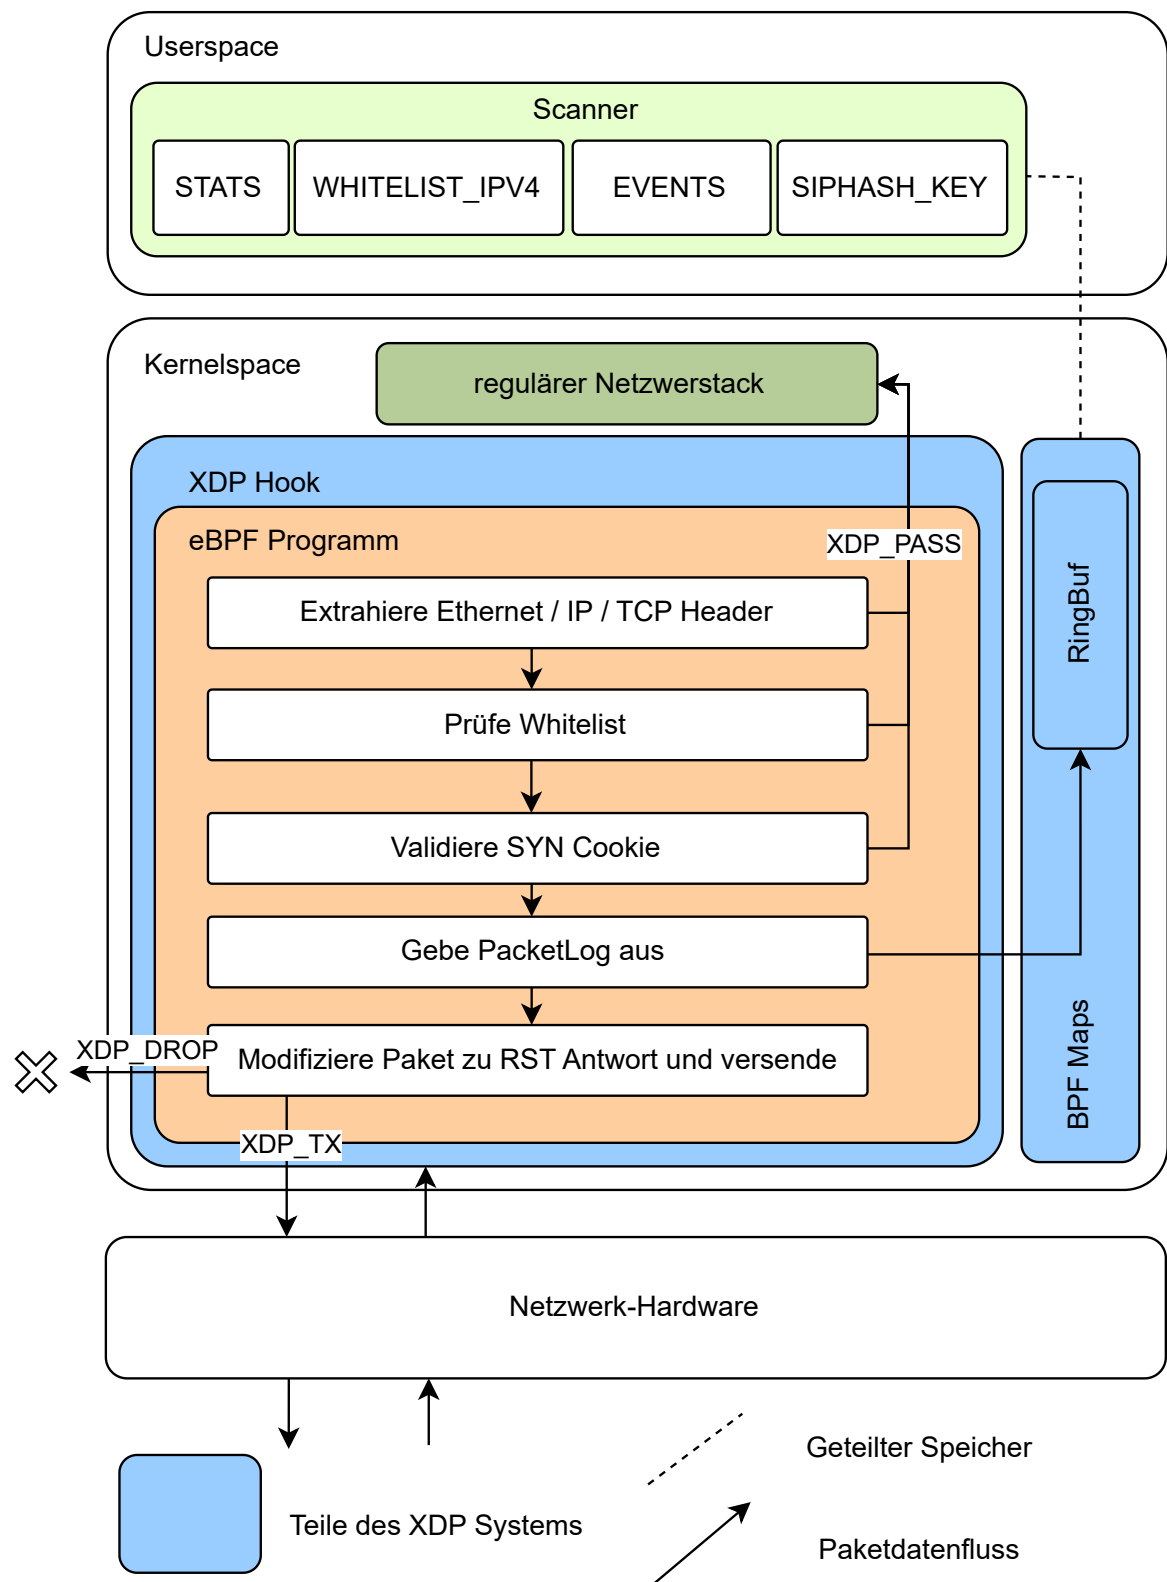 Userspace
Scanner
STATS
WHITELIST_IPV4
EVENTS
SIPHASH_KEY
Kernelspace
regulärer Netzwerstack
XDP Hook
eBPF Programm
XDP_PASS
Extrahiere Ethernet / IP / TCP Header
Prüfe Whitelist
Validiere SYN Cookie
Gebe PacketLog aus
XDP_DROP
Modifiziere Paket zu RST Antwort und versende
XDP_TX
RingBuf
BPF Maps
Netzwerk-Hardware
Geteilter Speicher
Teile des XDP Systems
Paketdatenfluss